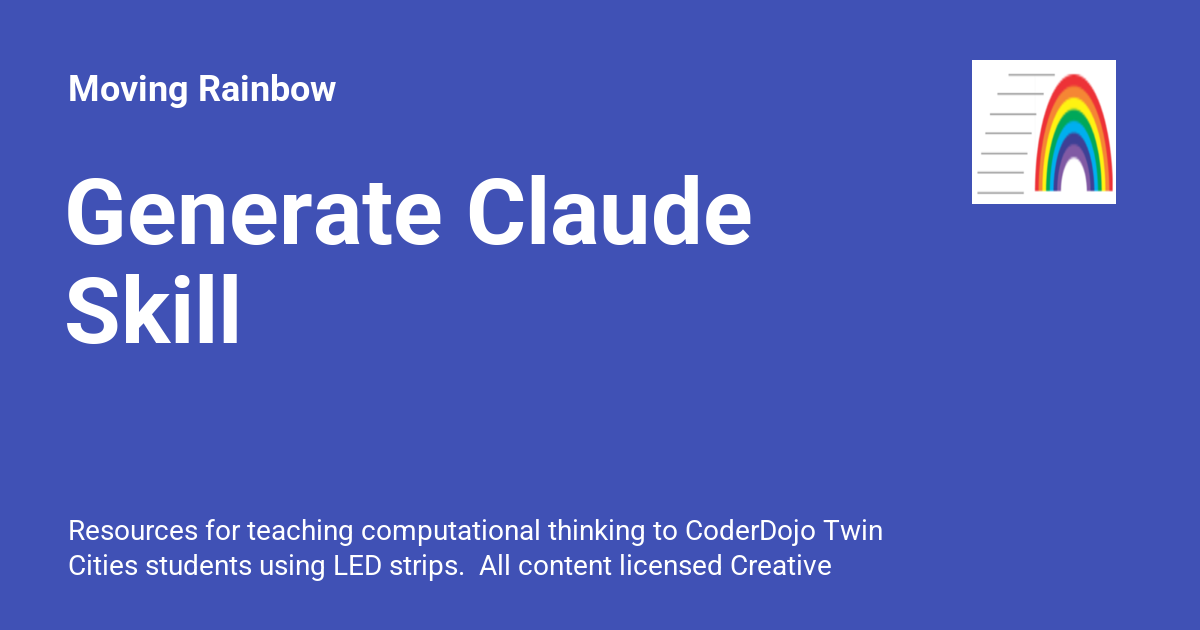 Moving Rainbow
Generate Claude
Skill
Resources for teaching computational thinking to CoderDojo Twin
Cities students using LED strips.  All content licensed Creative